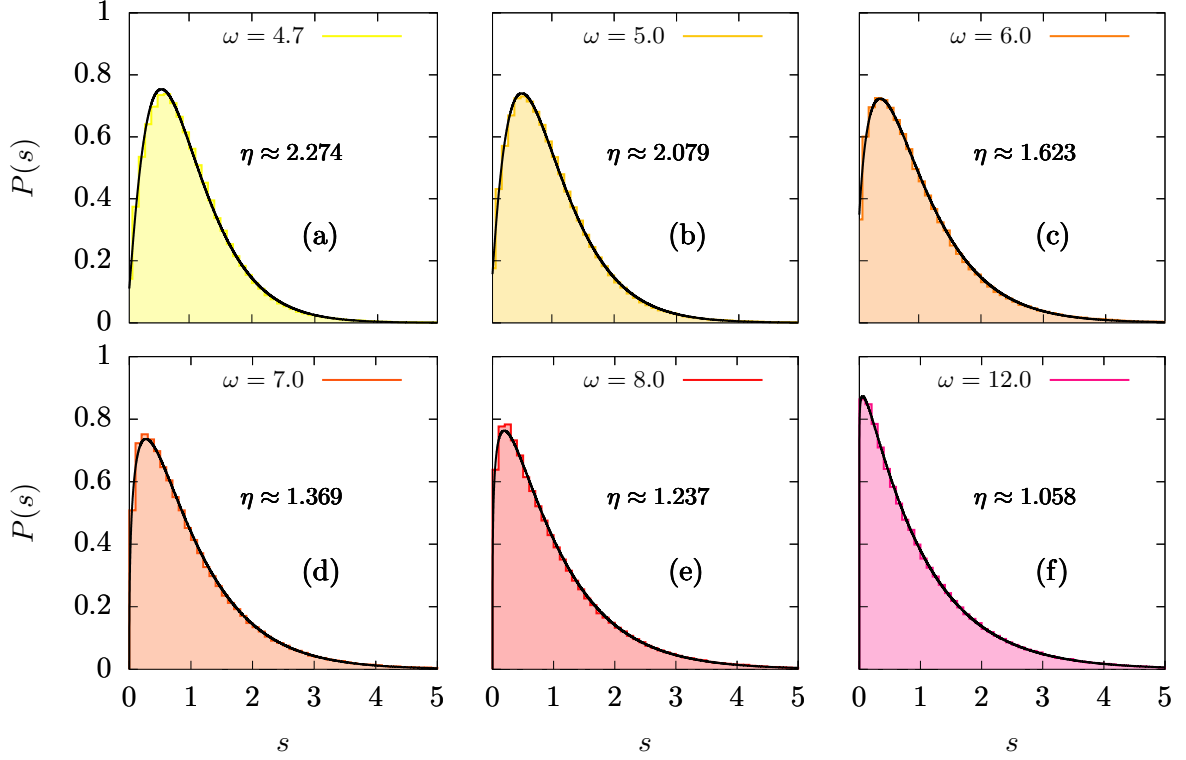 1
0.8
0.6
0.4
0.2
0
P(s)
ω = 4.7
η ≈ 2.274
(a)
ω = 5.0
η ≈ 2.079
(b)
ω = 6.0
η ≈ 1.623
(c)
1
0.8
0.6
0.4
0.2
0
P(s)
ω = 7.0
η ≈ 1.369
(d)
ω = 8.0
η ≈ 1.237
(e)
ω = 12.0
η ≈ 1.058
(f)
0 1 2 3 4 5
0 1 2 3 4 5
0 1 2 3 4 5
s
s
s